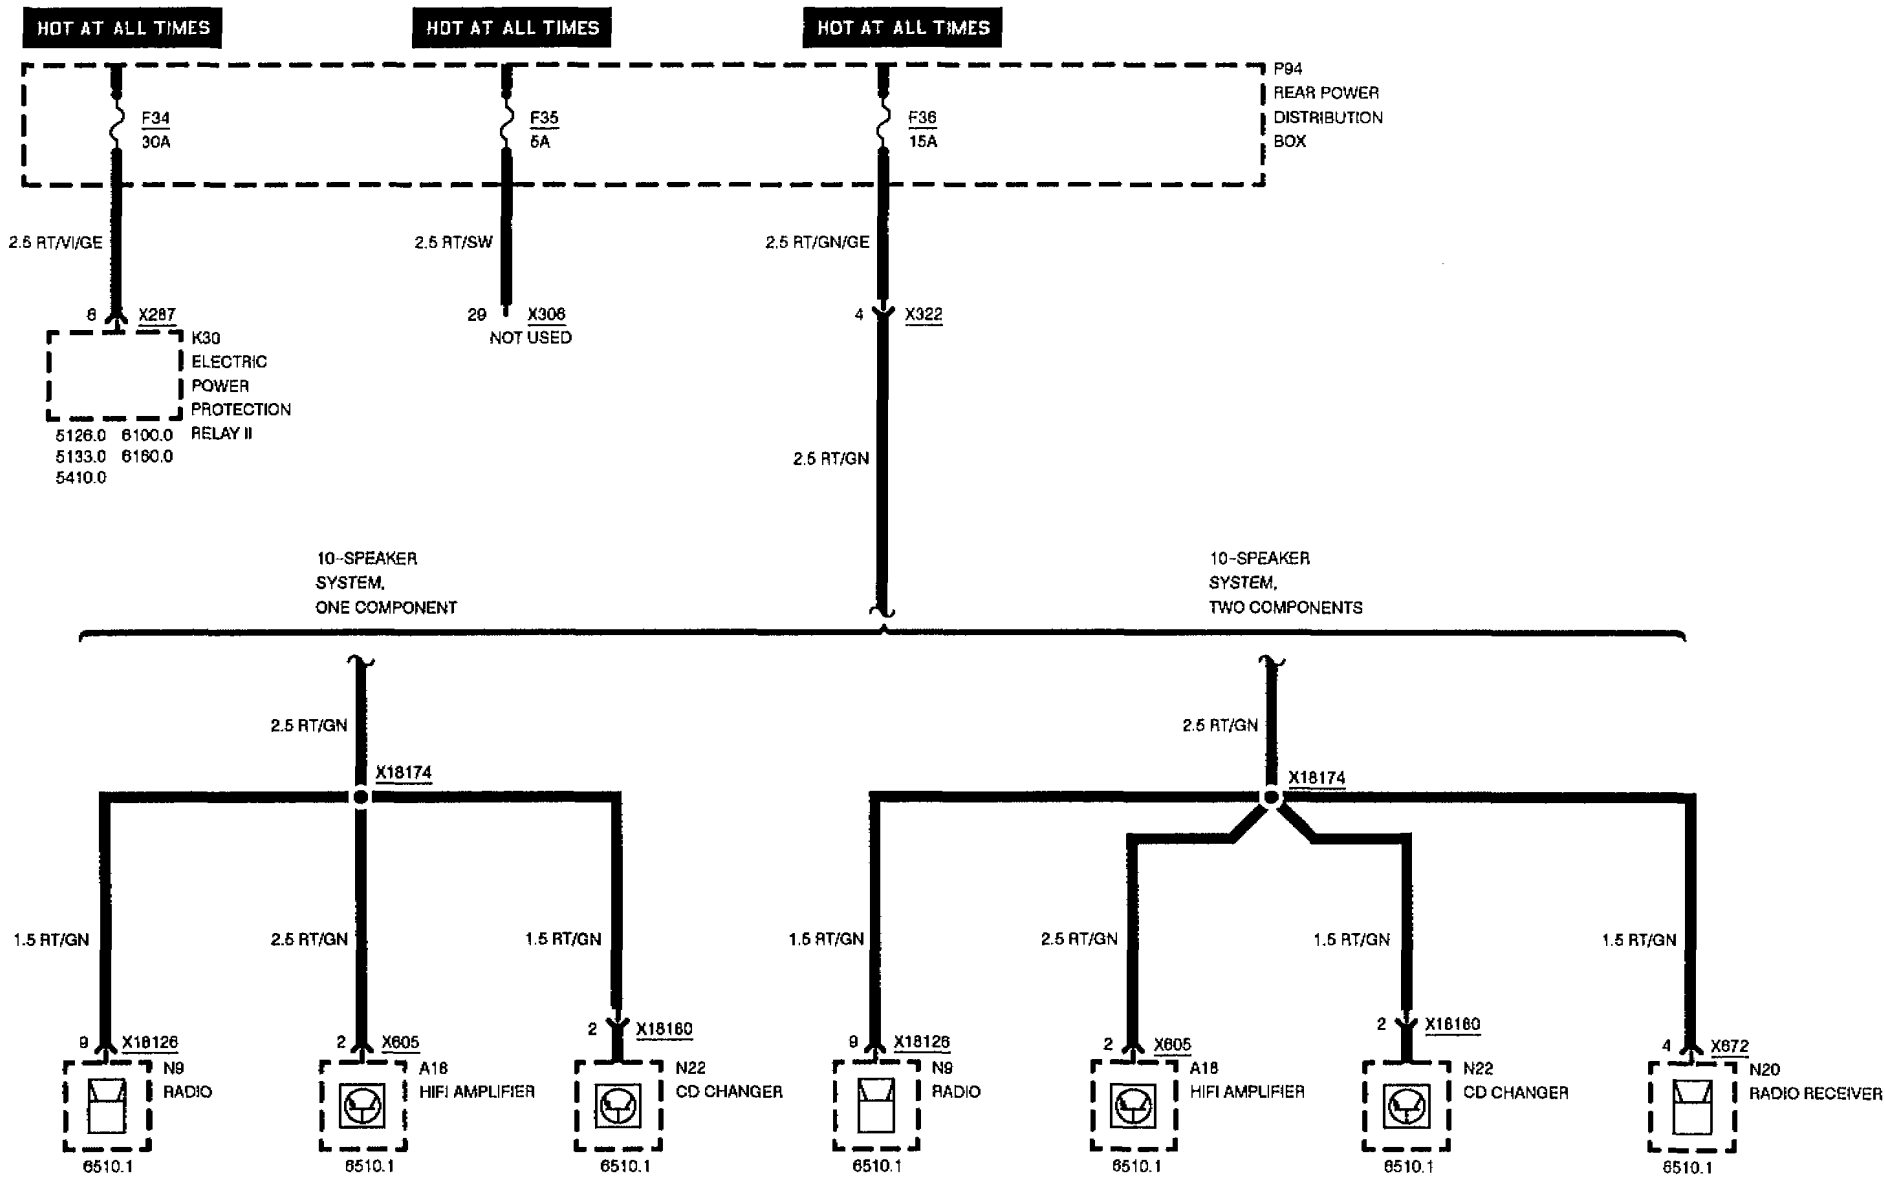 HOT AT ALL TIMES
HOT AT ALL TIMES
HOT AT ALL TIMES
F34
30A
F35
5A
F36
15A
P94
REAR POWER
DISTRIBUTION
BOX
2.5 RT/VI/GE
2.5 RT/SW
2.5 RT/GN/GE
6 X287
29 X306
NOT USED
4 X322
K30
ELECTRIC
POWER
PROTECTION
RELAY II
5126.0 6100.0
5133.0 6160.0
5410.0
2.5 RT/GN
10-SPEAKER
SYSTEM,
ONE COMPONENT
10-SPEAKER
SYSTEM,
TWO COMPONENTS
2.5 RT/GN
2.5 RT/GN
X18174
X18174
1.5 RT/GN
2.5 RT/GN
1.5 RT/GN
1.5 RT/GN
2.5 RT/GN
1.5 RT/GN
1.5 RT/GN
9 X18126
2 X605
2 X18180
9 X18126
2 X605
2 X18180
4 X672
N9
RADIO
A18
HIFI AMPLIFIER
N22
CD CHANGER
N9
RADIO
A18
HIFI AMPLIFIER
N22
CD CHANGER
N20
RADIO RECEIVER
6510.1
6510.1
6510.1
6510.1
6510.1
6510.1
6510.1